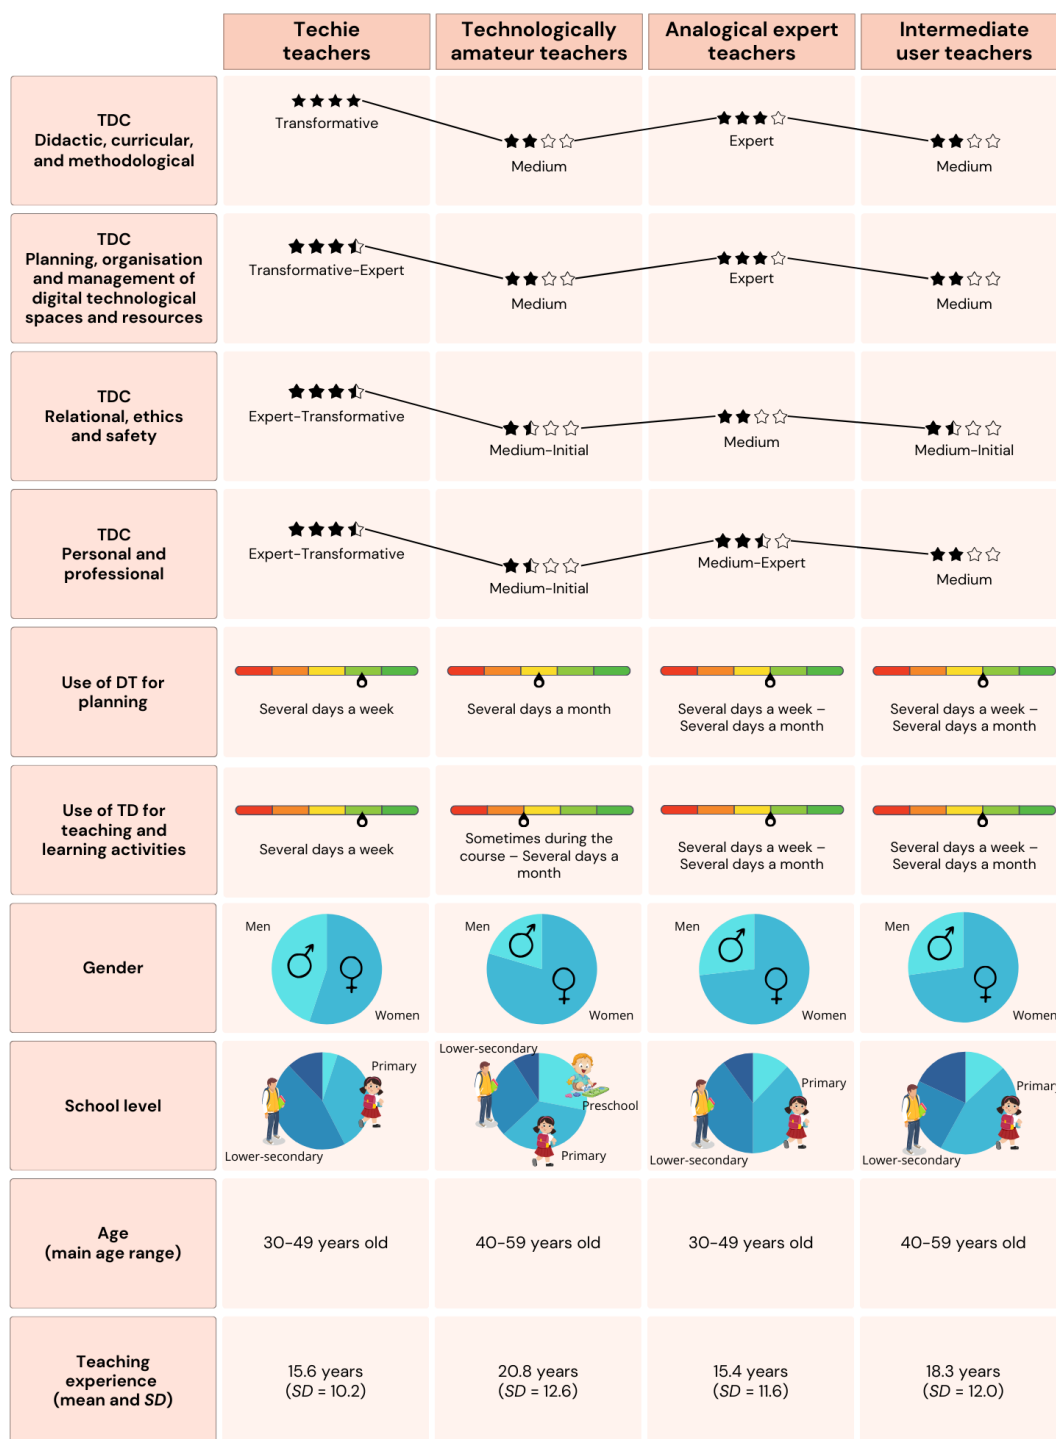 Techie
teachers
Technologically
amateur teachers
Analogical expert
teachers
Intermediate
user teachers
TDC
Didactic, curricular,
and methodological
Transformative
Medium
Expert
Medium
TDC
Planning, organisation
and management of
digital technological
spaces and resources
Transformative-Expert
Medium
Expert
Medium
TDC
Relational, ethics
and safety
Expert-Transformative
Medium-Initial
Medium
Medium-Initial
TDC
Personal and
professional
Expert-Transformative
Medium-Initial
Medium-Expert
Medium
Use of DT for
planning
Several days a week
Several days a month
Several days a week –
Several days a month
Several days a week –
Several days a month
Use of TD for
teaching and
learning activities
Several days a week
Sometimes during the
course – Several days a
month
Several days a week –
Several days a month
Several days a week –
Several days a month
Gender
Men
Women
Men
Women
Men
Women
Men
Women
School level
Primary
Lower-secondary
Lower-secondary
Preschool
Primary
Primary
Lower-secondary
Primary
Lower-secondary
Age
(main age range)
30-49 years old
40-59 years old
30-49 years old
40-59 years old
Teaching
experience
(mean and SD)
15.6 years
(SD = 10.2)
20.8 years
(SD = 12.6)
15.4 years
(SD = 11.6)
18.3 years
(SD = 12.0)